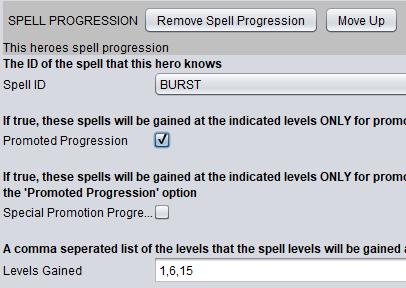 SPELL PROGRESSION Remove Spell Progression Move Up
This heroes spell progression
The ID of the spell that this hero knows
Spell ID BURST
If true, these spells will be gained at the indicated levels ONLY for promo
Promoted Progression
If true, these spells will be gained at the indicated levels ONLY for promo
the 'Promoted Progression' option
Special Promotion Progre...
A comma seperated list of the levels that the spell levels will be gained a
Levels Gained 1,6,15